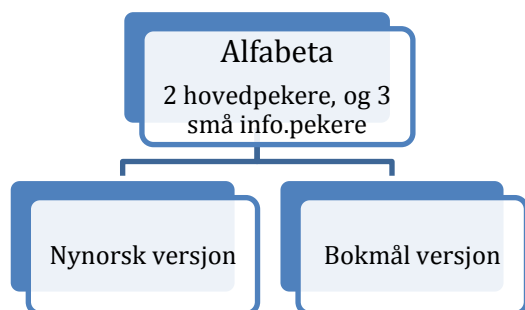 Alfabeta
2 hovedpekere, og 3
små info.pekere
Nynorsk versjon
Bokmål versjon